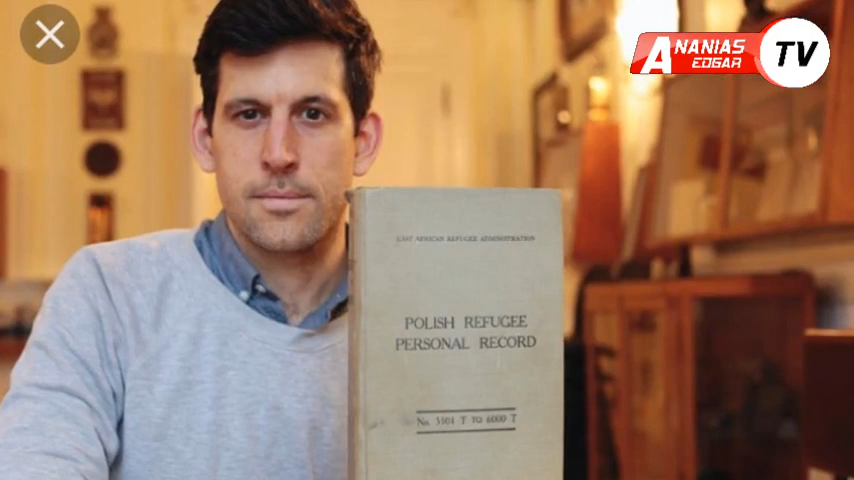 ANANIAS
EDGAR
TV
EAST AFRICAN REFUGEE ADMINISTRATION
POLISH REFUGEE
PERSONAL RECORD
No. 5501 T TO 6000 T